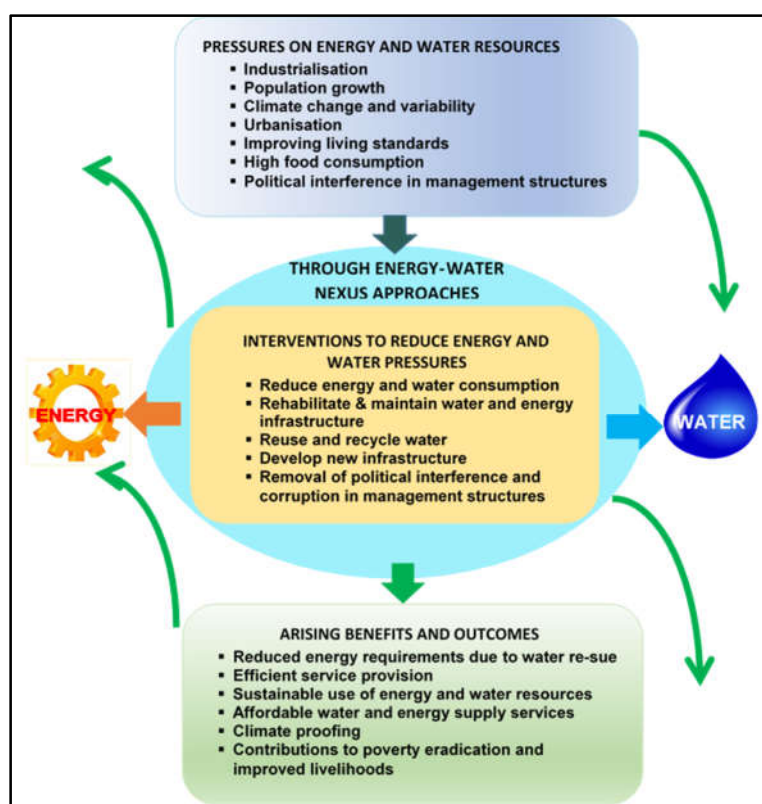 PRESSURES ON ENERGY AND WATER RESOURCES
▪ Industrialisation
▪ Population growth
▪ Climate change and variability
▪ Urbanisation
▪ Improving living standards
▪ High food consumption
▪ Political interference in management structures
THROUGH ENERGY-WATER
NEXUS APPROACHES
INTERVENTIONS TO REDUCE ENERGY AND
WATER PRESSURES
▪ Reduce energy and water consumption
▪ Rehabilitate & maintain water and energy
infrastructure
▪ Reuse and recycle water
▪ Develop new infrastructure
▪ Removal of political interference and
corruption in management structures
ENERGY
WATER
ARISING BENEFITS AND OUTCOMES
▪ Reduced energy requirements due to water re-sue
▪ Efficient service provision
▪ Sustainable use of energy and water resources
▪ Affordable water and energy supply services
▪ Climate proofing
▪ Contributions to poverty eradication and
improved livelihoods